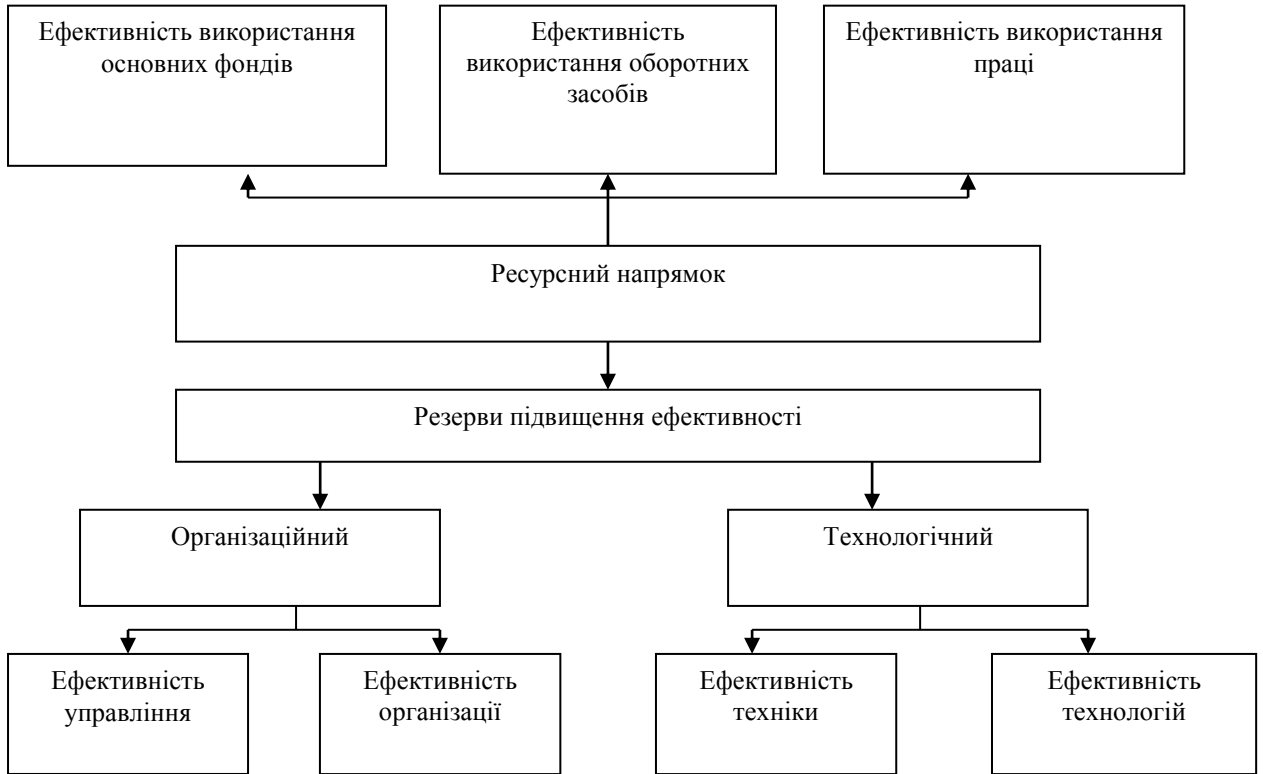 Ефективність використання
основних фондів
Ефективність
використання оборотних
засобів
Ефективність використання
праці
Ресурсний напрямок
Резерви підвищення ефективності
Організаційний
Технологічний
Ефективність
управління
Ефективність
організації
Ефективність
техніки
Ефективність
технологій